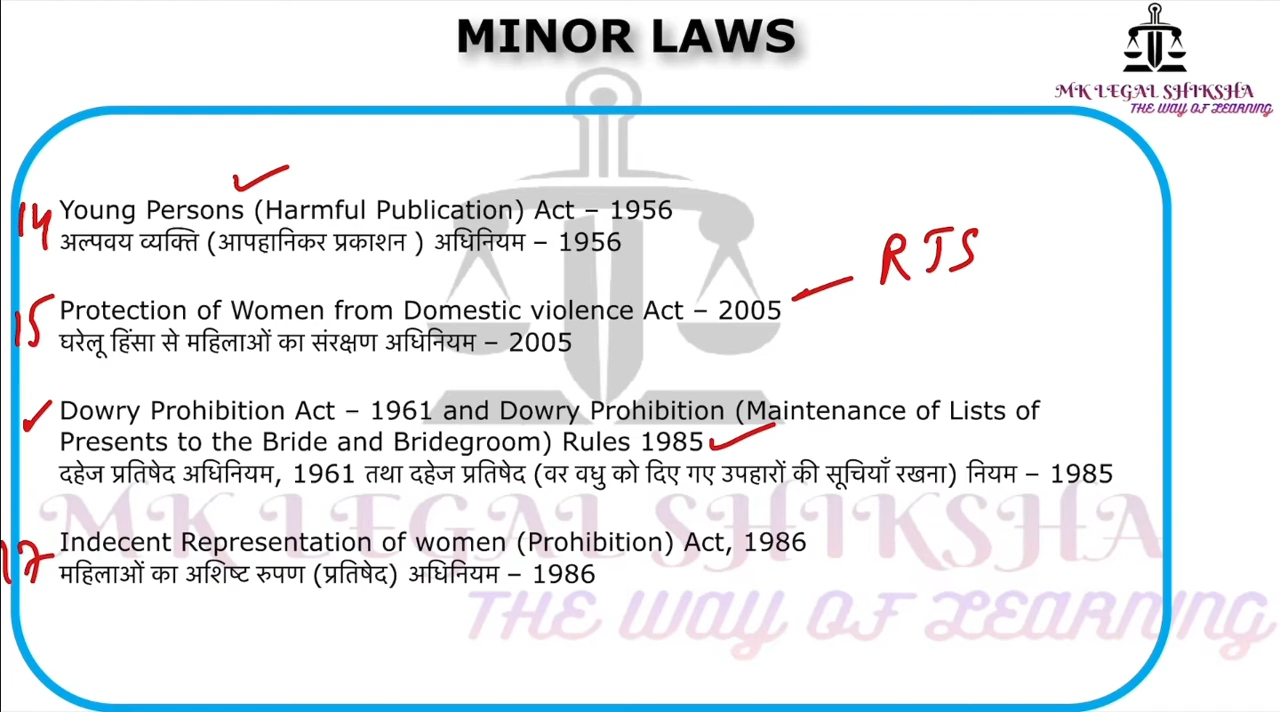 MINOR LAWS
MK LEGAL SHIKSHA
THE WAY OF LEARNING
14 Young Persons (Harmful Publication) Act – 1956
अल्पवय व्यक्ति (आपहानिकर प्रकाशन ) अधिनियम – 1956
RTS
15 Protection of Women from Domestic violence Act – 2005
घरेलू हिंसा से महिलाओं का संरक्षण अधिनियम – 2005
Dowry Prohibition Act – 1961 and Dowry Prohibition (Maintenance of Lists of
Presents to the Bride and Bridegroom) Rules 1985
दहेज प्रतिषेद अधिनियम, 1961 तथा दहेज प्रतिषेद (वर वधु को दिए गए उपहारों की सूचियाँ रखना) नियम – 1985
17 Indecent Representation of women (Prohibition) Act, 1986
महिलाओं का अशिष्ट रुपण (प्रतिषेद) अधिनियम – 1986
MK LEGAL SHIKSHA
THE WAY OF LEARNING